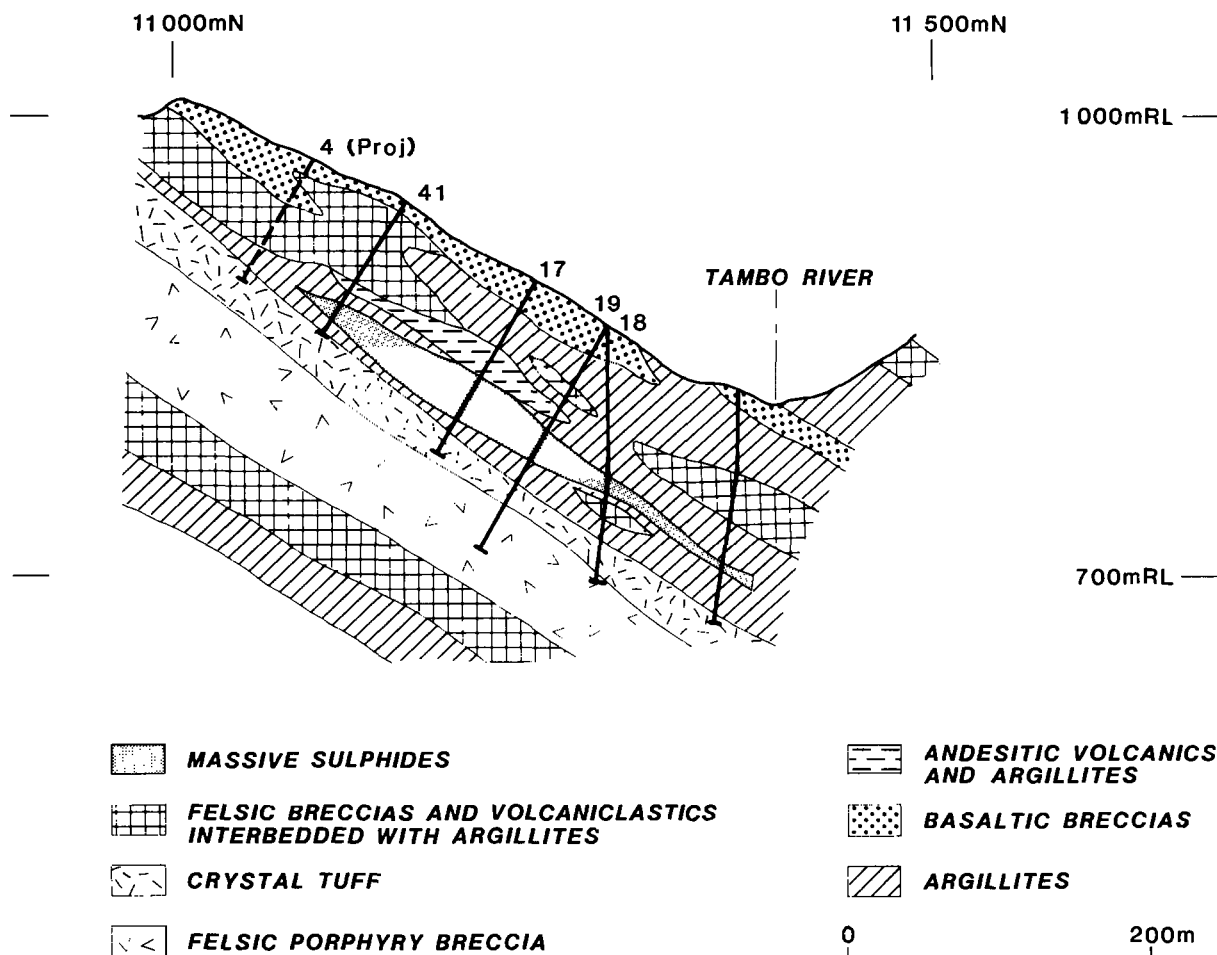 11 000mN
11 500mN
1 000mRL
4 (Proj)
41
17
19
18
TAMBO RIVER
700mRL
MASSIVE SULPHIDES
FELSIC BRECCIAS AND VOLCANICLASTICS
INTERBEDDED WITH ARGILLITES
CRYSTAL TUFF
FELSIC PORPHYRY BRECCIA
ANDESITIC VOLCANICS
AND ARGILLITES
BASALTIC BRECCIAS
ARGILLITES
0
200m